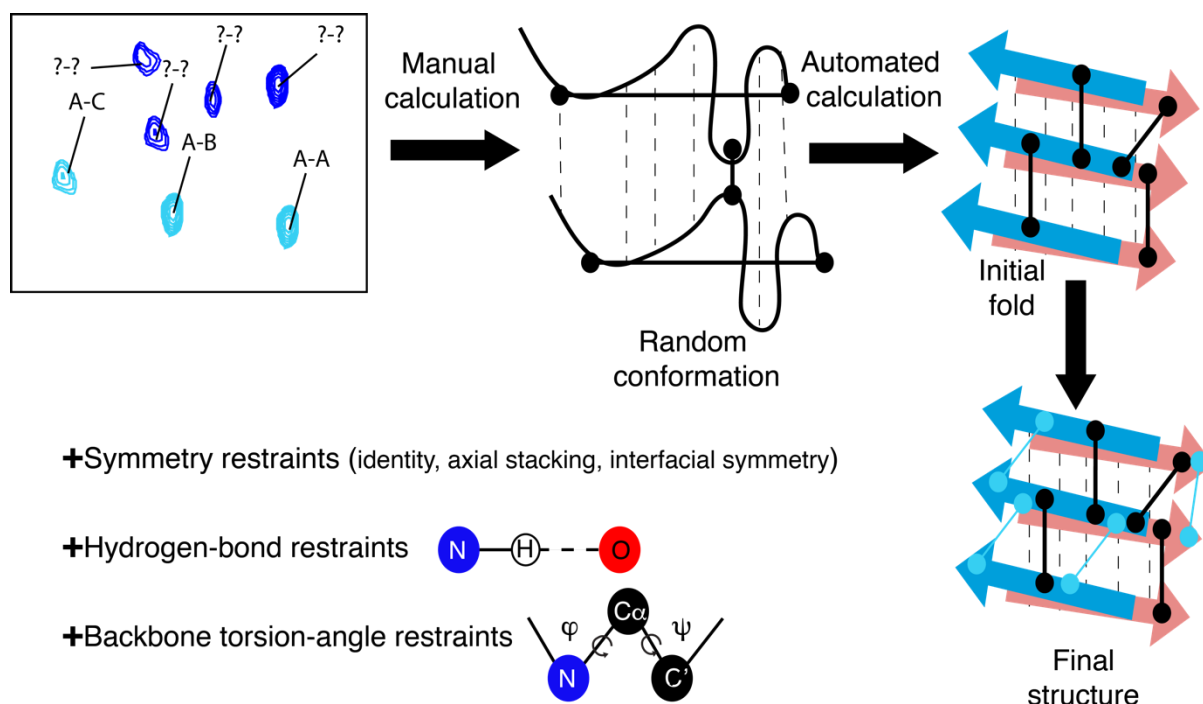 ?-?
?-?
?-?
?-?
A-C
A-B
A-A
Manual
calculation
Automated
calculation
Random
conformation
Initial
fold
+Symmetry restraints (identity, axial stacking, interfacial symmetry)
+Hydrogen-bond restraints N H O
+Backbone torsion-angle restraints φ Cα ψ
N C'
Final
structure